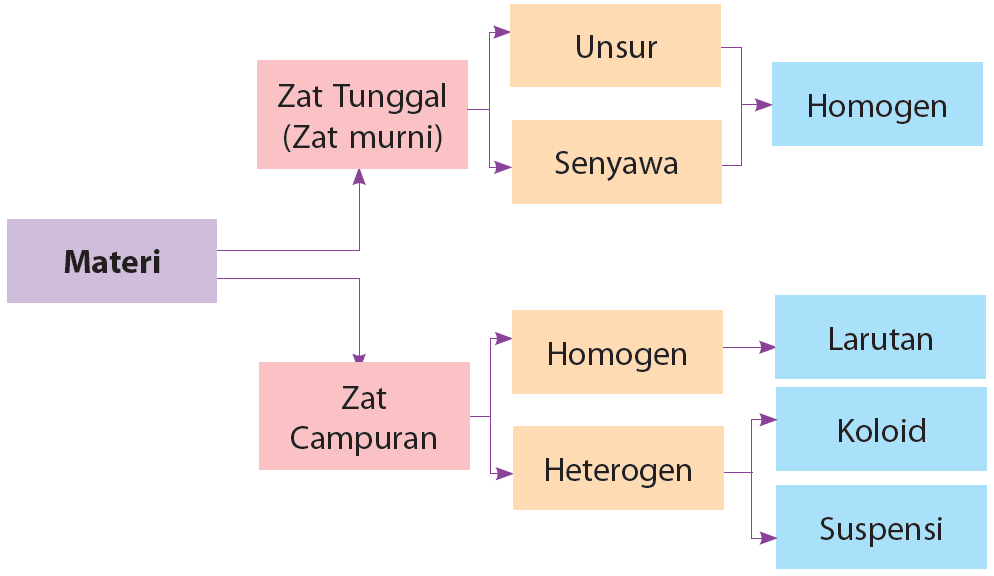 Materi
Zat Tunggal
(Zat murni)
Unsur
Senyawa
Homogen
Zat
Campuran
Homogen
Heterogen
Larutan
Koloid
Suspensi